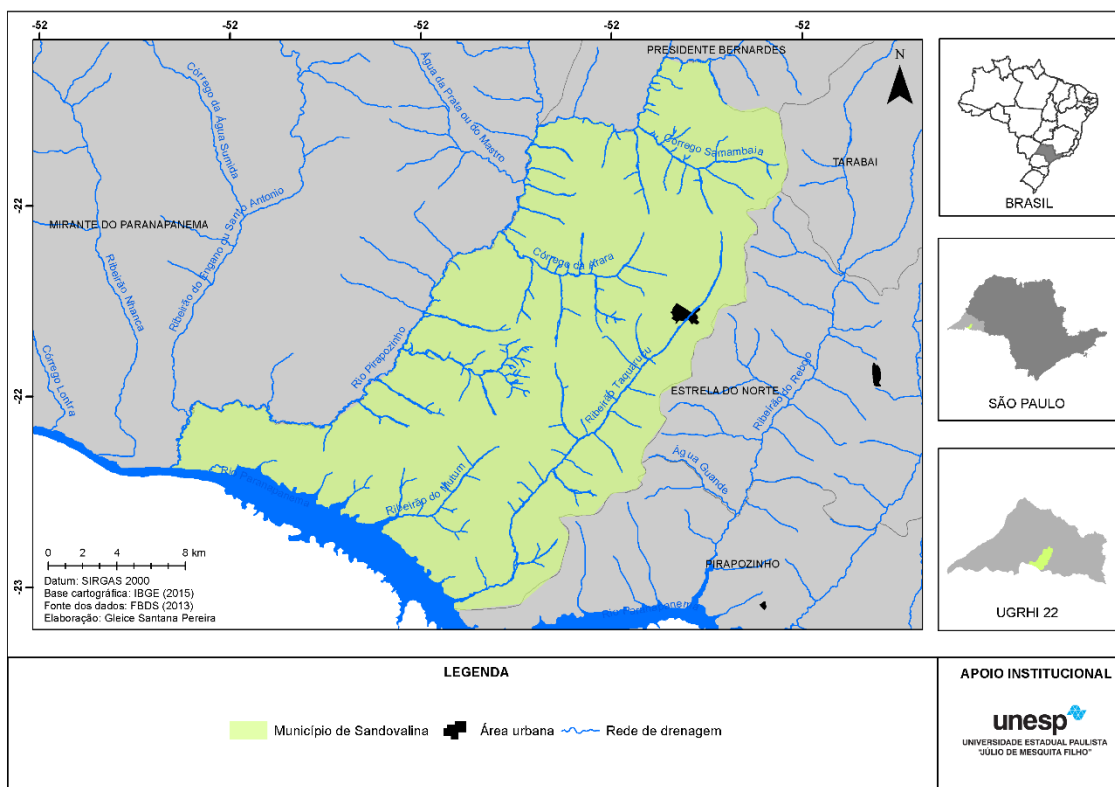 -52 -52 -52 -52 -52
PRESIDENTE BERNARDES
N
Córrego da Água Sumida
Água da Prata ou do Mastro
Córrego Samambaia
TARABAI
-22
MIRANTE DO PARANAPANEMA
Ribeirão do Engano ou Santo Antonio
Ribeirão Nhanca
Córrego da Arara
Rio Pirapozinho
Córrego Lontra
Ribeirão Taquaruçu
ESTRELA DO NORTE
Ribeirão do Rebojo
-22
Água Guande
Rio Paranapanema
Ribeirão do Mutum
PIRAPOZINHO
Rio Paranapanema
-23
0 2 4 8 km
Datum: SIRGAS 2000
Base cartográfica: IBGE (2015)
Fonte dos dados: FBDS (2013)
Elaboração: Gleice Santana Pereira
BRASIL
SÃO PAULO
UGRHI 22
LEGENDA
Município de Sandovalina Área urbana Rede de drenagem
APOIO INSTITUCIONAL
unesp
UNIVERSIDADE ESTADUAL PAULISTA
"JÚLIO DE MESQUITA FILHO"